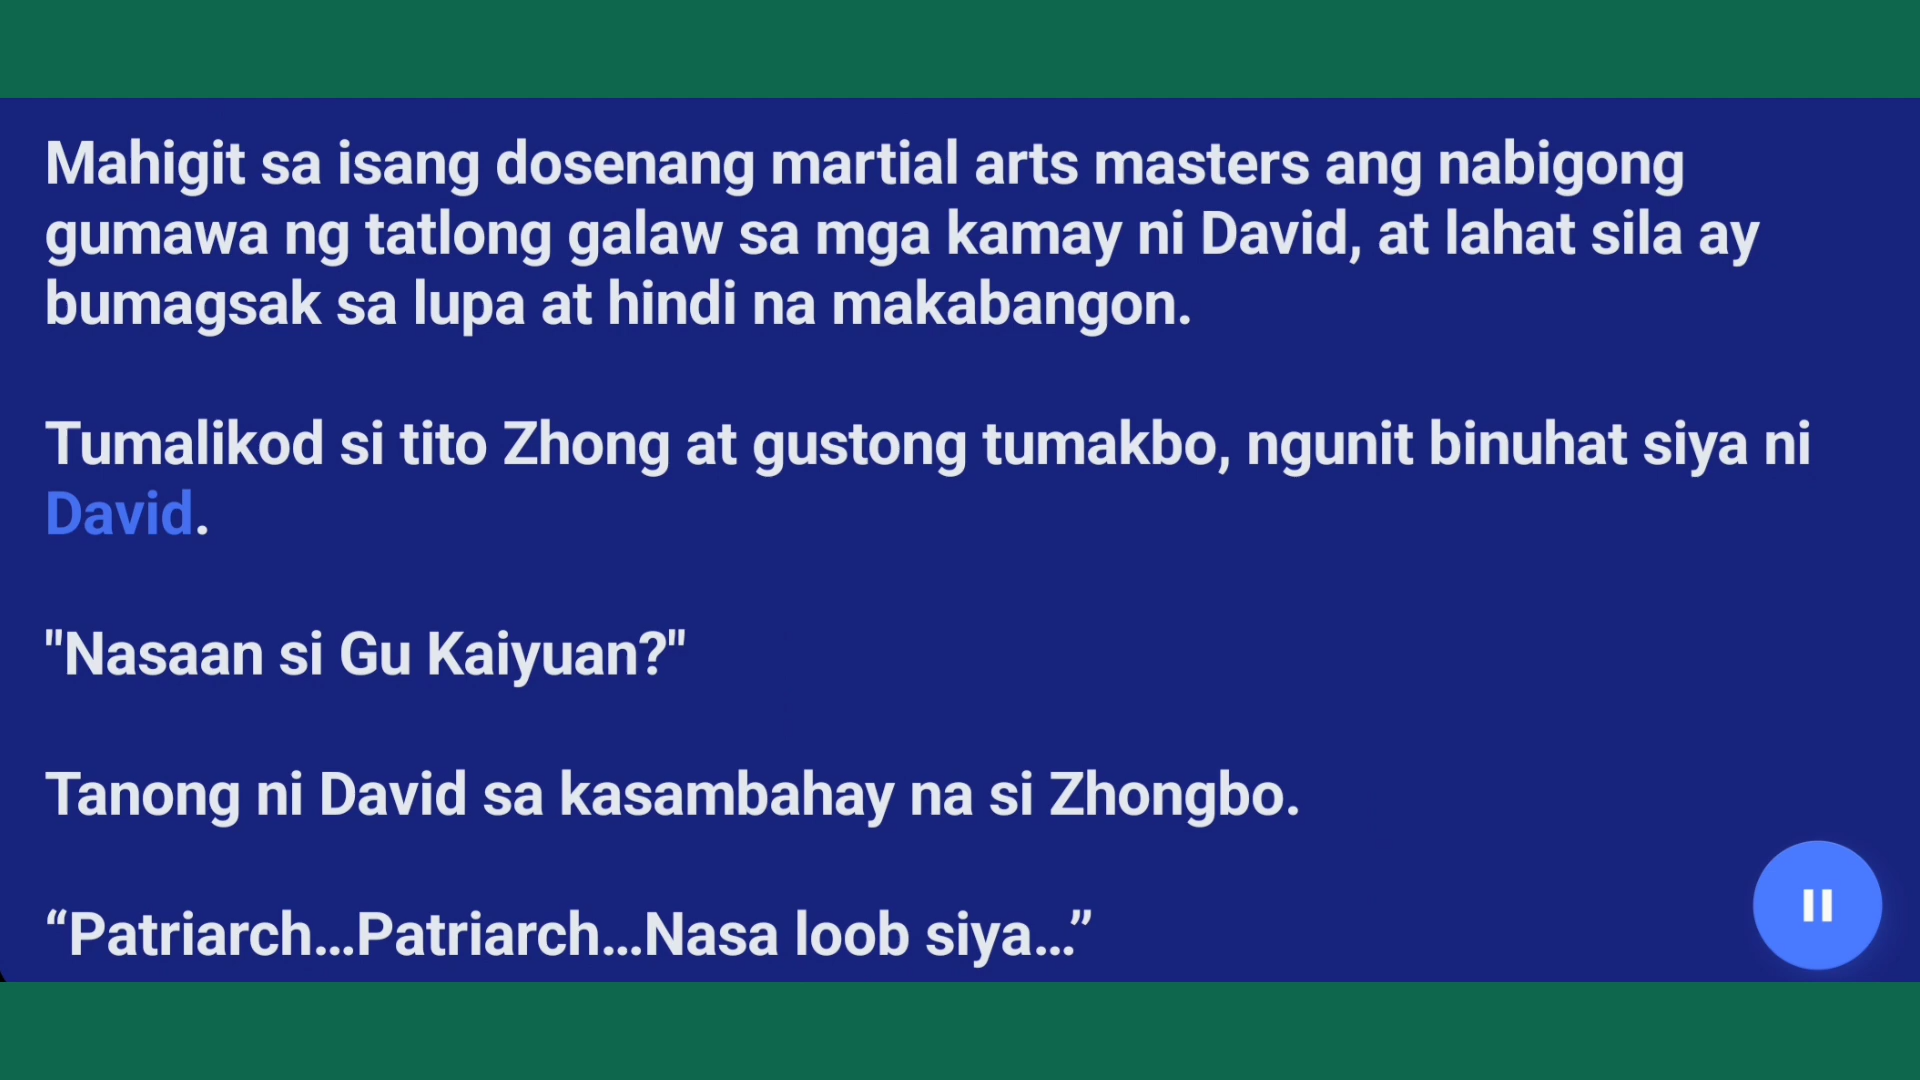 Mahigit sa isang dosenang martial arts masters ang nabigong
gumawa ng tatlong galaw sa mga kamay ni David, at lahat sila ay
bumagsak sa lupa at hindi na makabangon.
Tumalikod si tito Zhong at gustong tumakbo, ngunit binuhat siya ni
David.
"Nasaan si Gu Kaiyuan?"
Tanong ni David sa kasambahay na si Zhongbo.
“Patriarch...Patriarch...Nasa loob siya...”